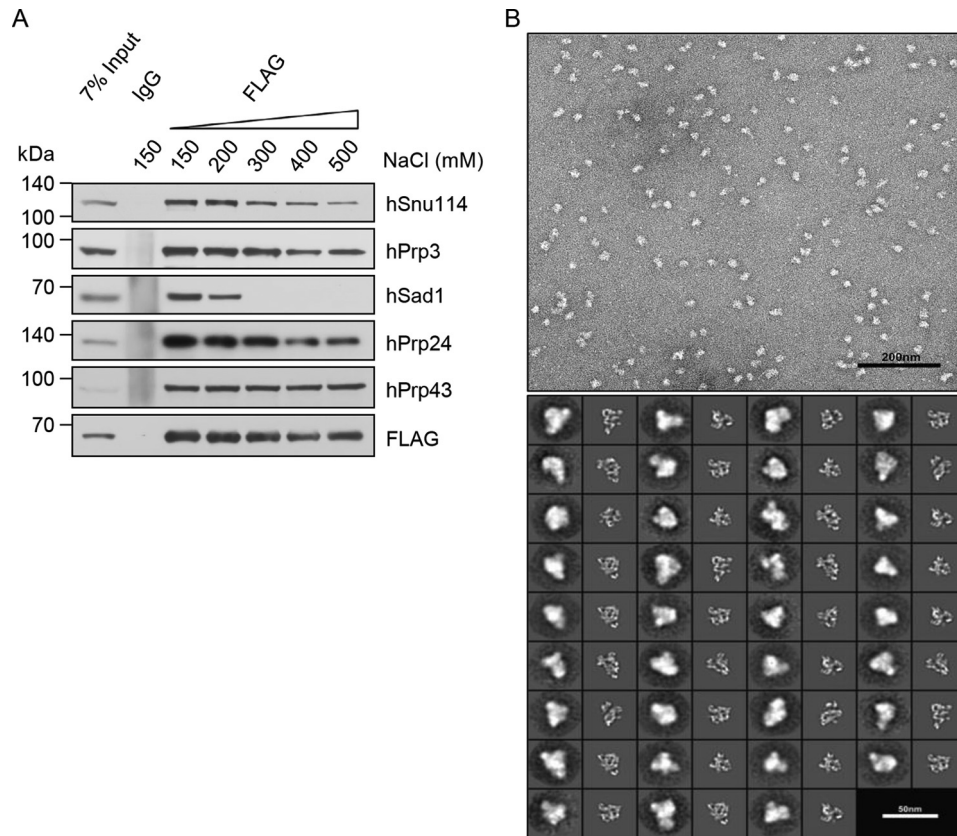 A
B
7% Input
IgG
FLAG
kDa
150
150
200
300
400
500
NaCl (mM)
140
100
hSnu114
100
hPrp3
70
hSad1
140
hPrp24
100
hPrp43
70
FLAG
200nm
50nm